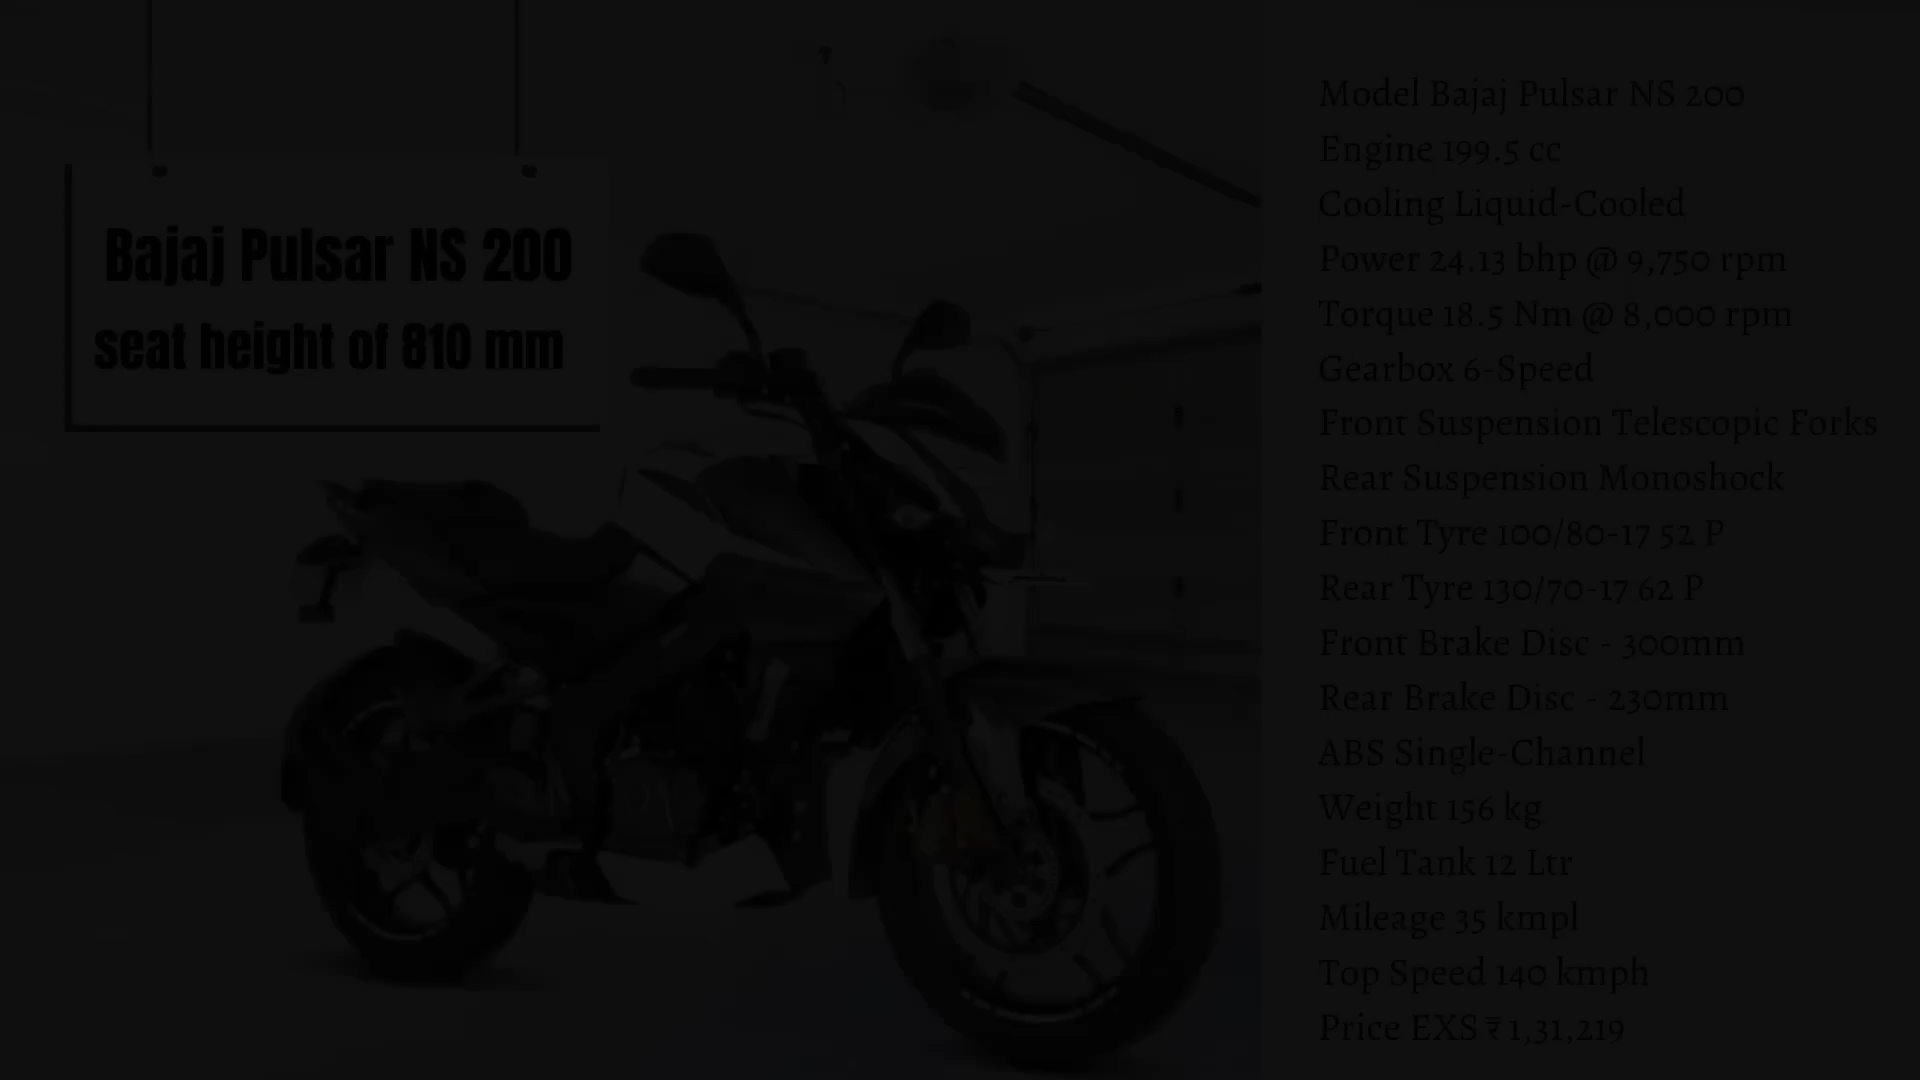 Bajaj Pulsar NS 200
seat height of 810 mm
Model Bajaj Pulsar NS 200
Engine 199.5 cc
Cooling Liquid-Cooled
Power 24.13 bhp @ 9,750 rpm
Torque 18.5 Nm @ 8,000 rpm
Gearbox 6-Speed
Front Suspension Telescopic Forks
Rear Suspension Monoshock
Front Tyre 100/80-17 52 P
Rear Tyre 130/70-17 62 P
Front Brake Disc - 300mm
Rear Brake Disc - 230mm
ABS Single-Channel
Weight 156 kg
Fuel Tank 12 Ltr
Mileage 35 kmpl
Top Speed 140 kmph
Price EXS ₹ 1,31,219